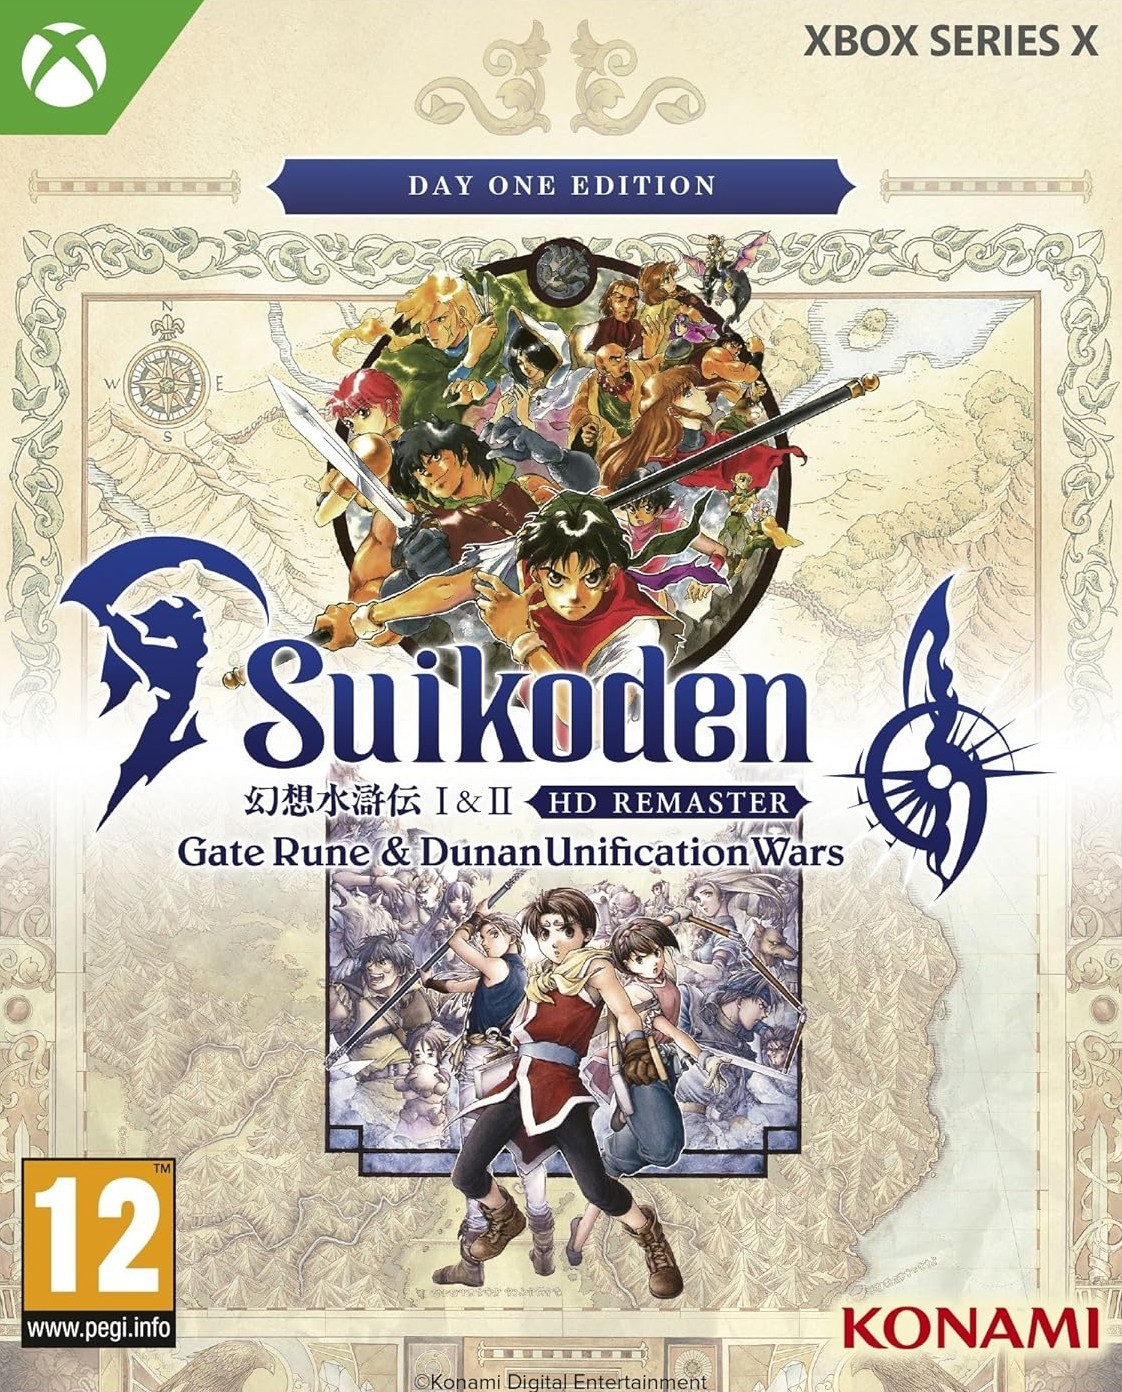 XBOX SERIES X
DAY ONE EDITION
N
W E
S
Suikoden
幻想水滸伝 I&II HD REMASTER
Gate Rune & Dunan Unification Wars
12 ™
www.pegi.info
KONAMI
©Konami Digital Entertainment